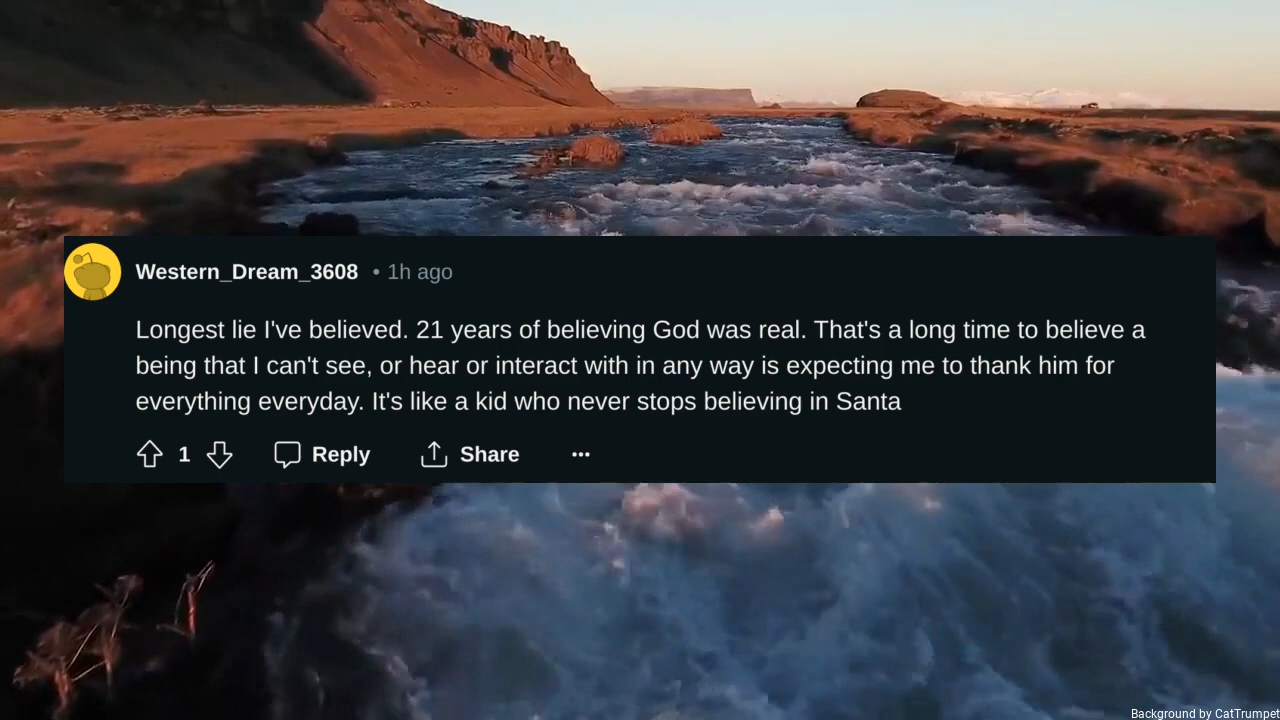 Western_Dream_3608 • 1h ago
Longest lie I've believed. 21 years of believing God was real. That's a long time to believe a
being that I can't see, or hear or interact with in any way is expecting me to thank him for
everything everyday. It's like a kid who never stops believing in Santa
1 Reply Share ···
Background by CatTrumpet